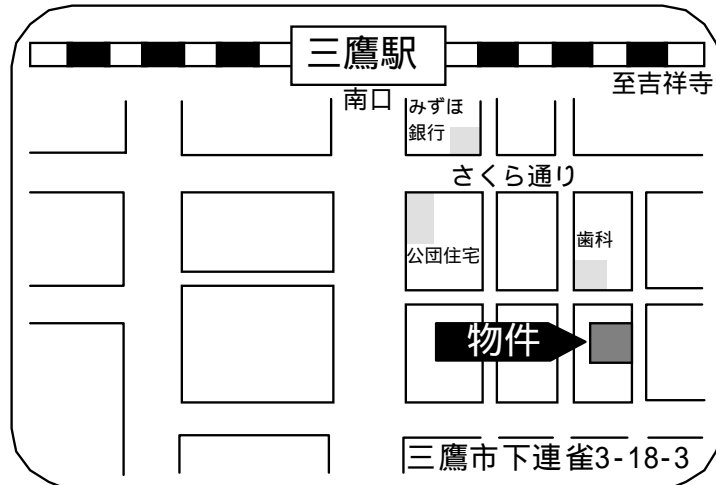 三鷹駅
至吉祥寺
南口
みずほ
銀行
さくら通り
公団住宅
歯科
物件
三鷹市下連雀3-18-3